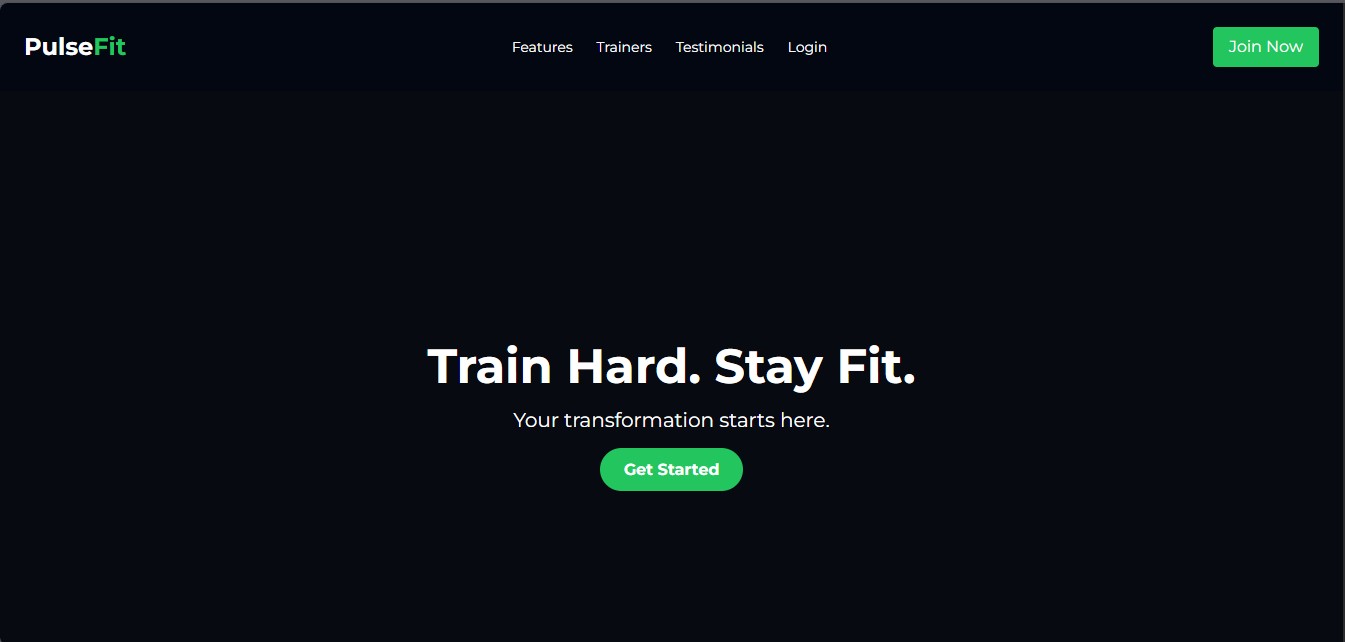 PulseFit Features Trainers Testimonials Login Join Now
Train Hard. Stay Fit.
Your transformation starts here.
Get Started